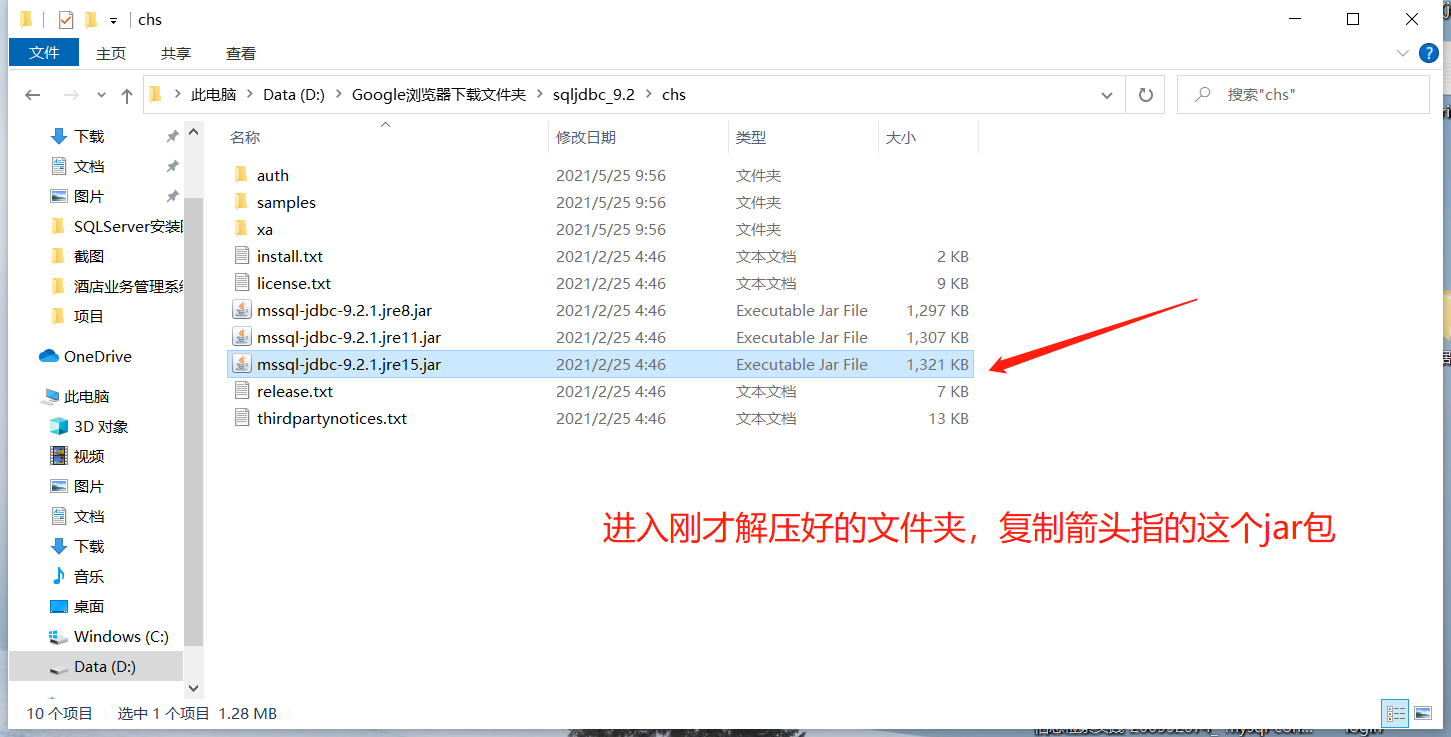 chs
文件 主页 共享 查看
此电脑 Data (D:) Google浏览器下载文件夹 sqljdbc_9.2 chs
搜索"chs"
名称 修改日期 类型 大小
auth 2021/5/25 9:56 文件夹
samples 2021/5/25 9:56 文件夹
xa 2021/5/25 9:56 文件夹
install.txt 2021/2/25 4:46 文本文档 2 KB
license.txt 2021/2/25 4:46 文本文档 9 KB
mssql-jdbc-9.2.1.jre8.jar 2021/2/25 4:46 Executable Jar File 1,297 KB
mssql-jdbc-9.2.1.jre11.jar 2021/2/25 4:46 Executable Jar File 1,307 KB
mssql-jdbc-9.2.1.jre15.jar 2021/2/25 4:46 Executable Jar File 1,321 KB
release.txt 2021/2/25 4:46 文本文档 7 KB
thirdpartynotices.txt 2021/2/25 4:46 文本文档 13 KB
下载
文档
图片
SQLServer安装
截图
酒店业务管理系
项目
OneDrive
此电脑
3D 对象
视频
图片
文档
下载
音乐
桌面
Windows (C:)
Data (D:)
进入刚才解压好的文件夹，复制箭头指的这个jar包
10 个项目 选中 1 个项目 1.28 MB